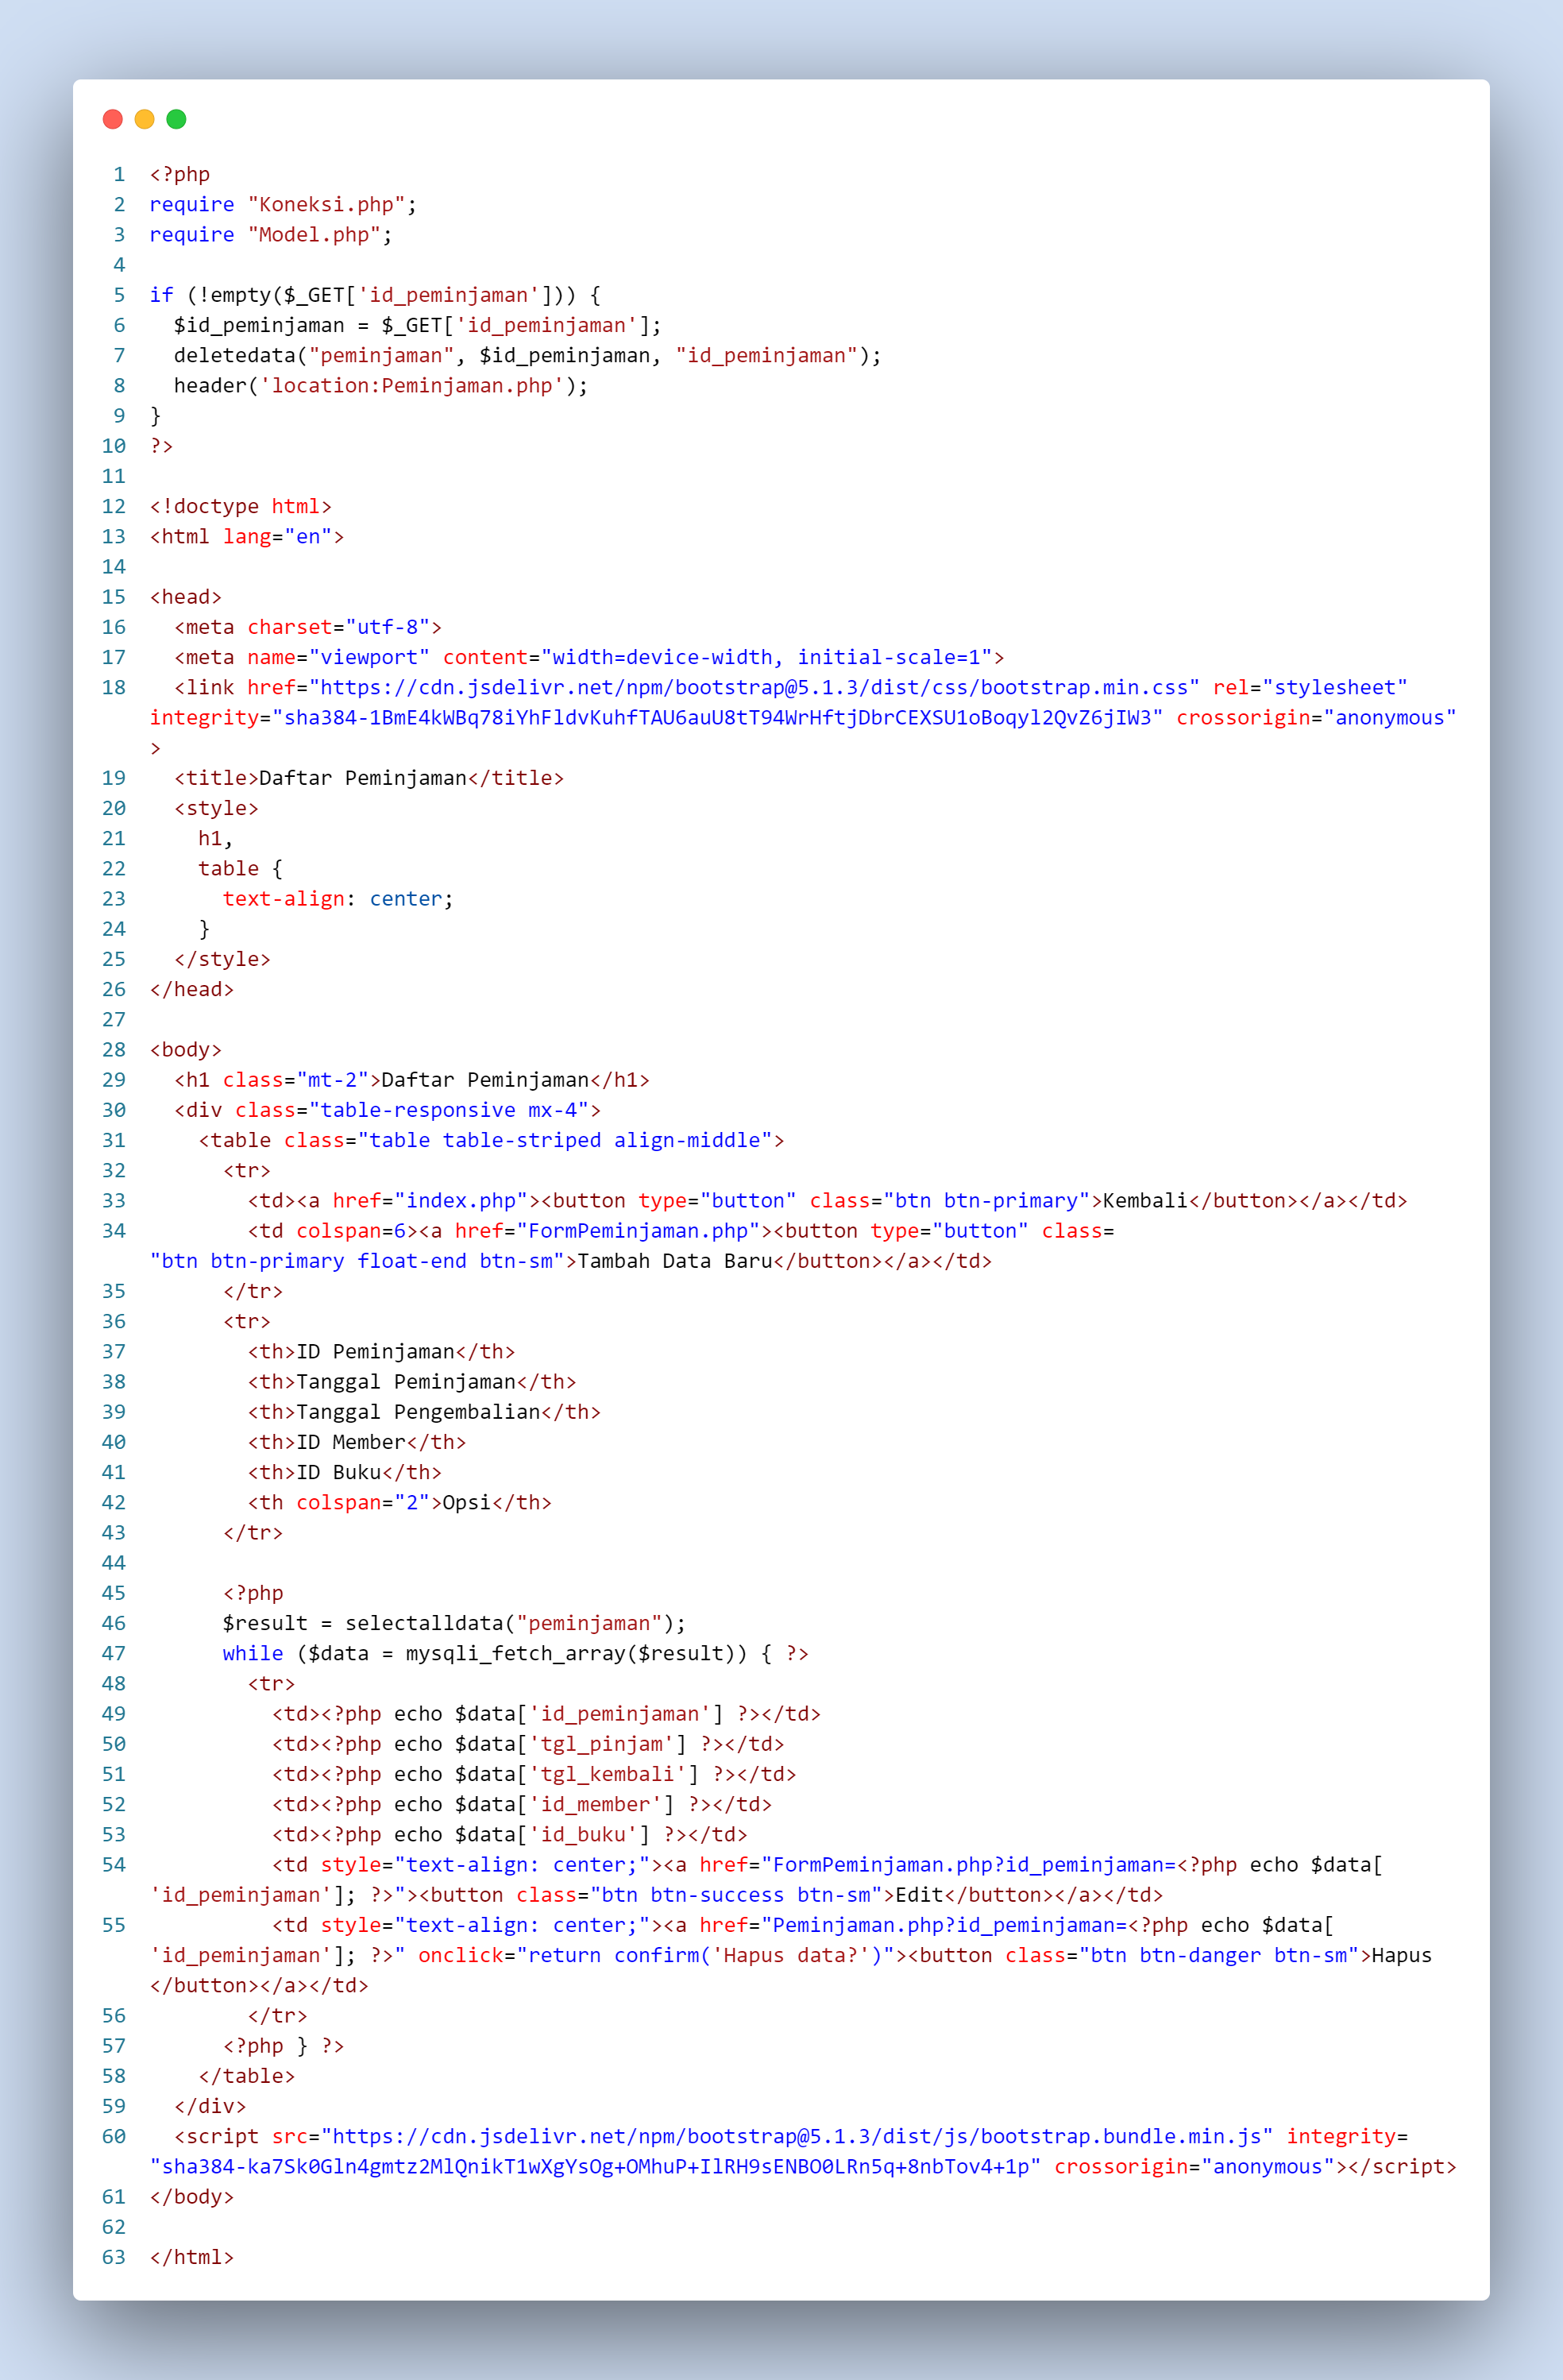 1 <?php
2 require "Koneksi.php";
3 require "Model.php";
4
5 if (!empty($_GET['id_peminjaman'])) {
6   $id_peminjaman = $_GET['id_peminjaman'];
7   deletedata("peminjaman", $id_peminjaman, "id_peminjaman");
8   header('location:Peminjaman.php');
9 }
10 ?>
11
12 <!doctype html>
13 <html lang="en">
14
15 <head>
16   <meta charset="utf-8">
17   <meta name="viewport" content="width=device-width, initial-scale=1">
18   <link href="https://cdn.jsdelivr.net/npm/bootstrap@5.1.3/dist/css/bootstrap.min.css" rel="stylesheet"
integrity="sha384-1BmE4kWBq78iYhFldvKuhfTAU6auU8tT94WrHftjDbrCEXSU1oBoqyl2QvZ6jIW3" crossorigin="anonymous"
>
19   <title>Daftar Peminjaman</title>
20   <style>
21     h1,
22     table {
23       text-align: center;
24     }
25   </style>
26 </head>
27
28 <body>
29   <h1 class="mt-2">Daftar Peminjaman</h1>
30   <div class="table-responsive mx-4">
31     <table class="table table-striped align-middle">
32       <tr>
33         <td><a href="index.php"><button type="button" class="btn btn-primary">Kembali</button></a></td>
34         <td colspan=6><a href="FormPeminjaman.php"><button type="button" class=
"btn btn-primary float-end btn-sm">Tambah Data Baru</button></a></td>
35       </tr>
36       <tr>
37         <th>ID Peminjaman</th>
38         <th>Tanggal Peminjaman</th>
39         <th>Tanggal Pengembalian</th>
40         <th>ID Member</th>
41         <th>ID Buku</th>
42         <th colspan="2">Opsi</th>
43       </tr>
44
45       <?php
46       $result = selectalldata("peminjaman");
47       while ($data = mysqli_fetch_array($result)) { ?>
48         <tr>
49           <td><?php echo $data['id_peminjaman'] ?></td>
50           <td><?php echo $data['tgl_pinjam'] ?></td>
51           <td><?php echo $data['tgl_kembali'] ?></td>
52           <td><?php echo $data['id_member'] ?></td>
53           <td><?php echo $data['id_buku'] ?></td>
54           <td style="text-align: center;"><a href="FormPeminjaman.php?id_peminjaman=<?php echo $data[
'id_peminjaman']; ?>"><button class="btn btn-success btn-sm">Edit</button></a></td>
55           <td style="text-align: center;"><a href="Peminjaman.php?id_peminjaman=<?php echo $data[
'id_peminjaman']; ?>" onclick="return confirm('Hapus data?')"><button class="btn btn-danger btn-sm">Hapus
</button></a></td>
56         </tr>
57       <?php } ?>
58     </table>
59   </div>
60   <script src="https://cdn.jsdelivr.net/npm/bootstrap@5.1.3/dist/js/bootstrap.bundle.min.js" integrity=
"sha384-ka7Sk0Gln4gmtz2MlQnikT1wXgYsOg+OMhuP+IlRH9sENBO0LRn5q+8nbTov4+1p" crossorigin="anonymous"></script>
61 </body>
62
63 </html>